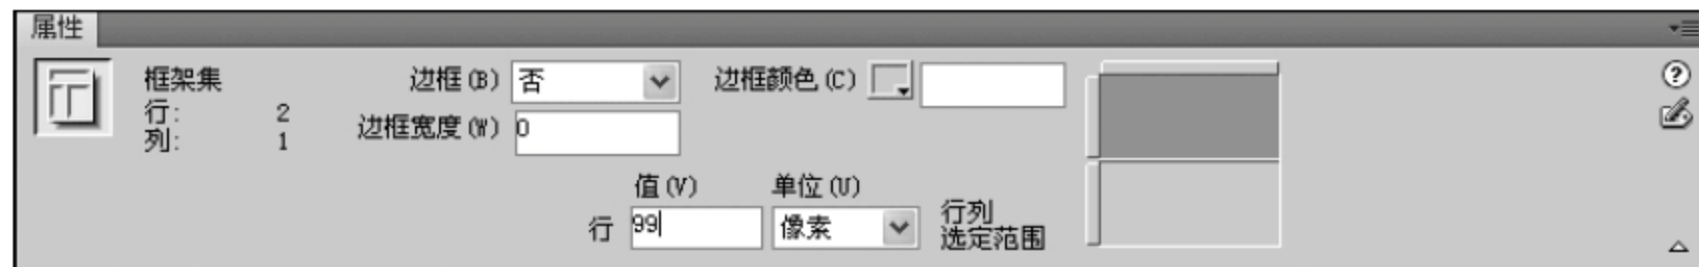 属性
框架集 边框(B) 否 边框颜色(C)
行: 2
列: 1 边框宽度(W) 0
值(V) 单位(U)
行 99 像素 行列
选定范围